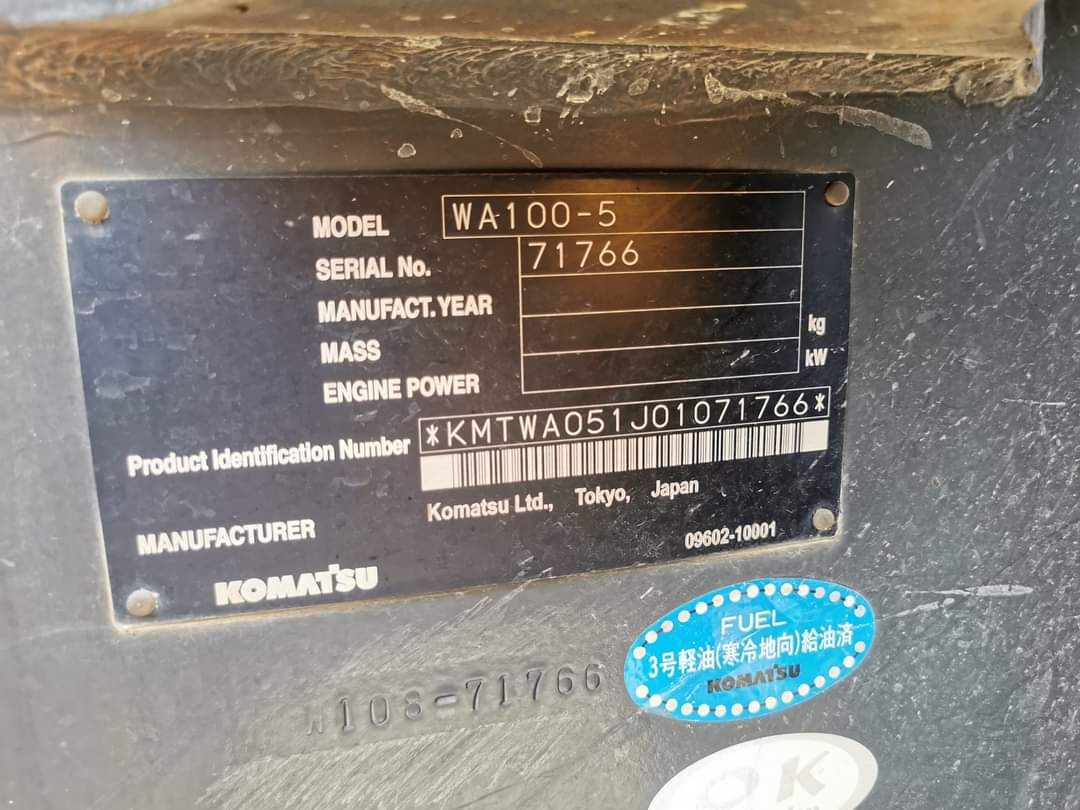 MODEL WA100-5
SERIAL No. 71766
MANUFACT. YEAR
MASS kg
ENGINE POWER kW
Product Identification Number *KMTWA051J01071766*
Komatsu Ltd., Tokyo, Japan
MANUFACTURER
09602-10001
KOMATSU
FUEL
3号軽油(寒冷地向)給油済
KOMATSU
W108-71766
OK